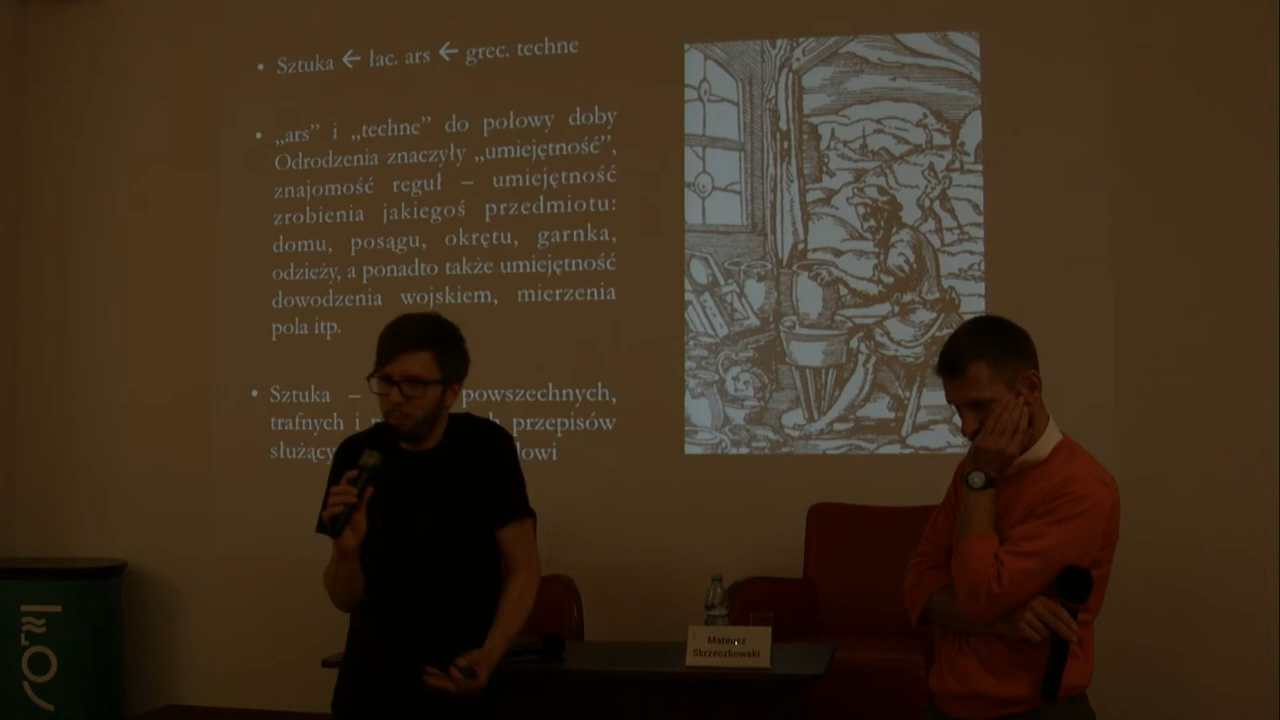 • Sztuka ← łac. ars ← grec. techne
• „ars” i „techne” do połowy doby
Odrodzenia znaczyły „umiejętność”,
znajomość reguł – umiejętność
zrobienia jakiegoś przedmiotu:
domu, posągu, okrętu, garnka,
odzieży, a ponadto także umiejętność
dowodzenia wojskiem, mierzenia
pola itp.
• Sztuka – powszechnych,
trafnych i przepisów
Mateusz
Skrzeczkowski